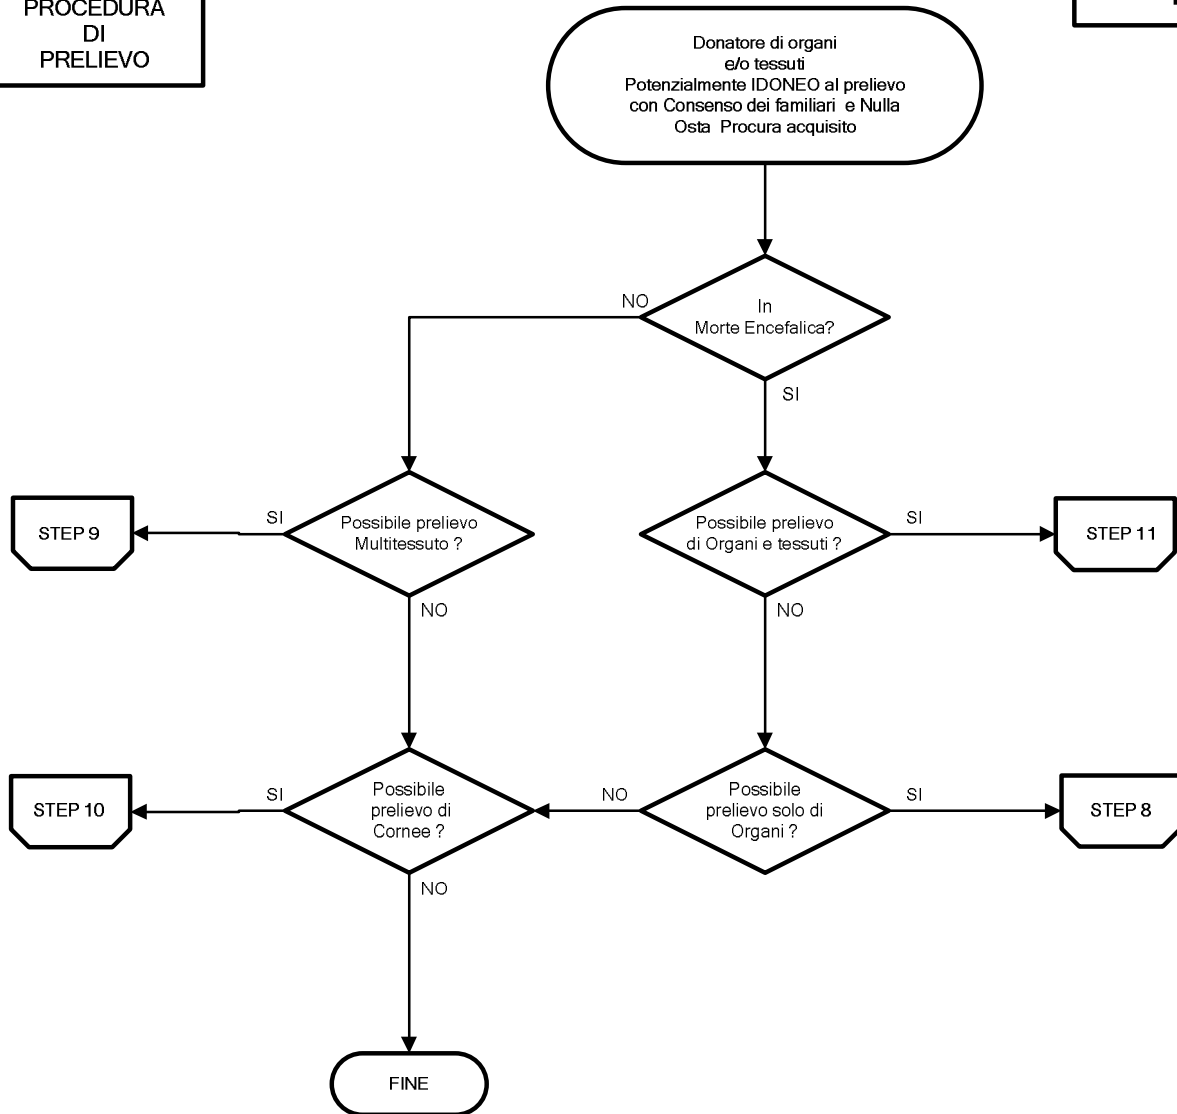 PROCEDURA
DI
PRELIEVO
Donatore di organi
e/o tessuti
Potenzialmente IDONEO al prelievo
con Consenso dei familiari e Nulla
Osta Procura acquisito
In
Morte Encefalica?
NO
SI
Possibile prelievo
Multitessuto ?
SI
STEP 9
NO
Possibile prelievo
di Organi e tessuti ?
SI
STEP 11
NO
Possibile
prelievo di
Cornee ?
SI
STEP 10
NO
Possibile
prelievo solo di
Organi ?
NO
SI
STEP 8
FINE